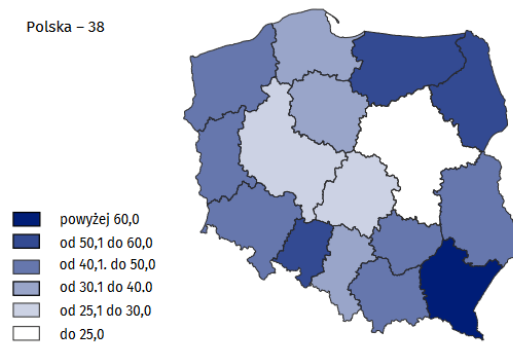 Polska – 38
powyżej 60,0
od 50,1 do 60,0
od 40,1. do 50,0
od 30.1 do 40.0
od 25,1 do 30,0
do 25,0